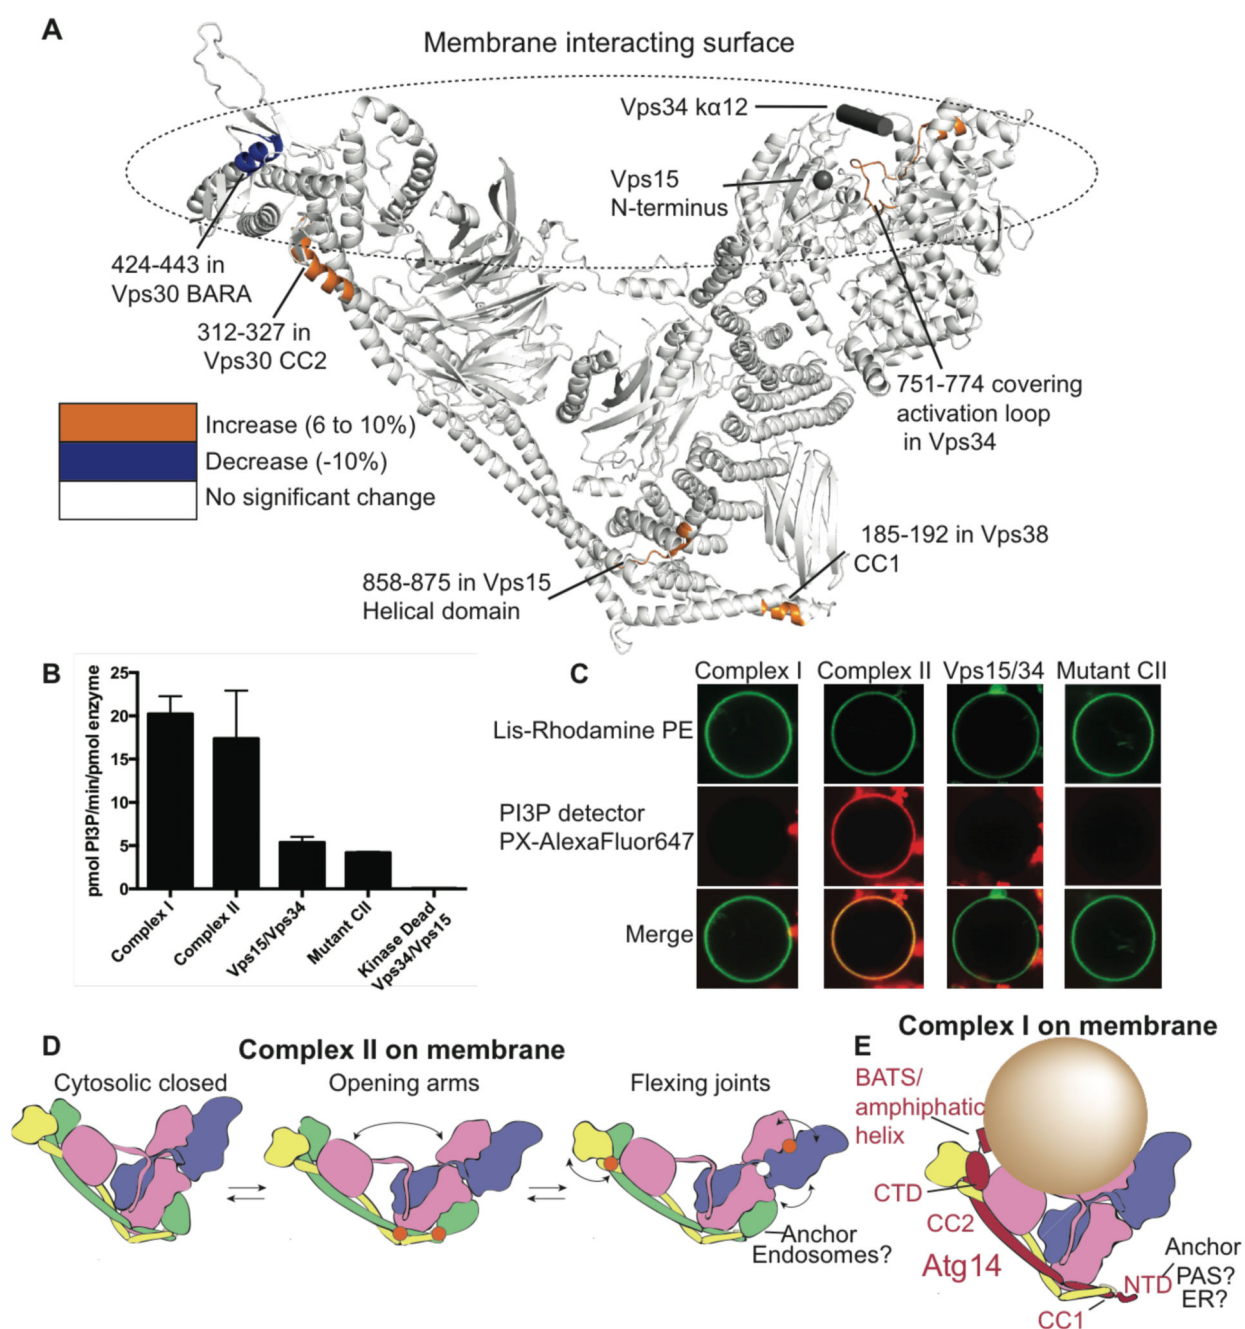 A
Membrane interacting surface
Vps34 kα12
Vps15
N-terminus
424-443 in
Vps30 BARA
312-327 in
Vps30 CC2
751-774 covering
activation loop
in Vps34
Increase (6 to 10%)
Decrease (-10%)
No significant change
185-192 in Vps38
CC1
858-875 in Vps15
Helical domain
B
pmol PI3P/min/pmol enzyme
25
20
15
10
5
0
Complex I
Complex II
Vps15/Vps34
Mutant CII
Kinase Dead
Vps34/Vps15
C
Complex I
Complex II
Vps15/34
Mutant CII
Lis-Rhodamine PE
PI3P detector
PX-AlexaFluor647
Merge
D
Complex II on membrane
Cytosolic closed
Opening arms
Flexing joints
Anchor
Endosomes?
Complex I on membrane
E
BATS/
amphiphatic
helix
CTD
CC2
Atg14
CC1
NTD
Anchor
PAS?
ER?